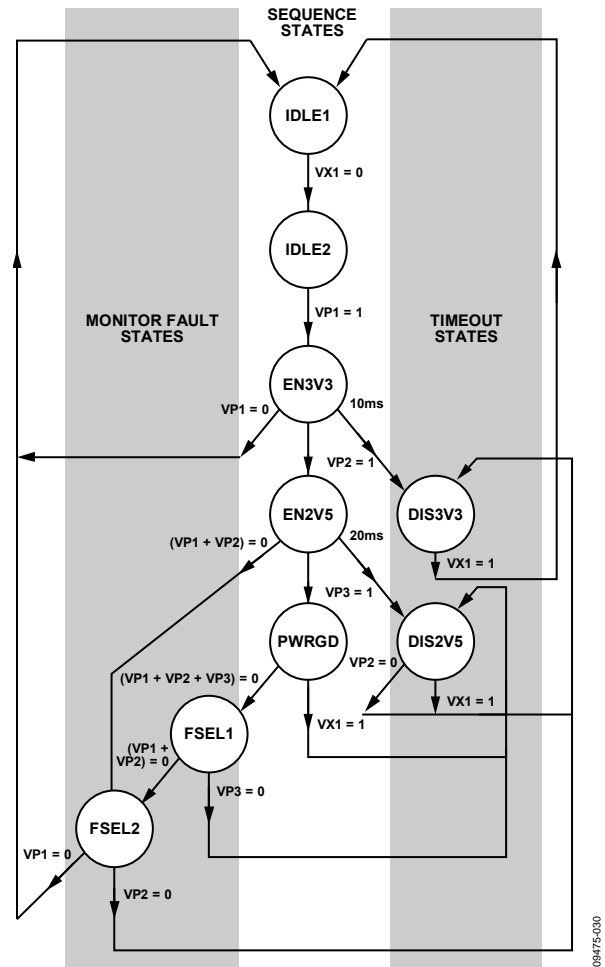 SEQUENCE
STATES
IDLE1
VX1 = 0
IDLE2
VP1 = 1
MONITOR FAULT
STATES
TIMEOUT
STATES
EN3V3
VP1 = 0
10ms
VP2 = 1
DIS3V3
VX1 = 1
EN2V5
(VP1 + VP2) = 0
20ms
VP3 = 1
PWRGD
DIS2V5
VP2 = 0
VX1 = 1
(VP1 + VP2 + VP3) = 0
VX1 = 1
FSEL1
(VP1 +
VP2) = 0
VP3 = 0
FSEL2
VP1 = 0
VP2 = 0
09475-030